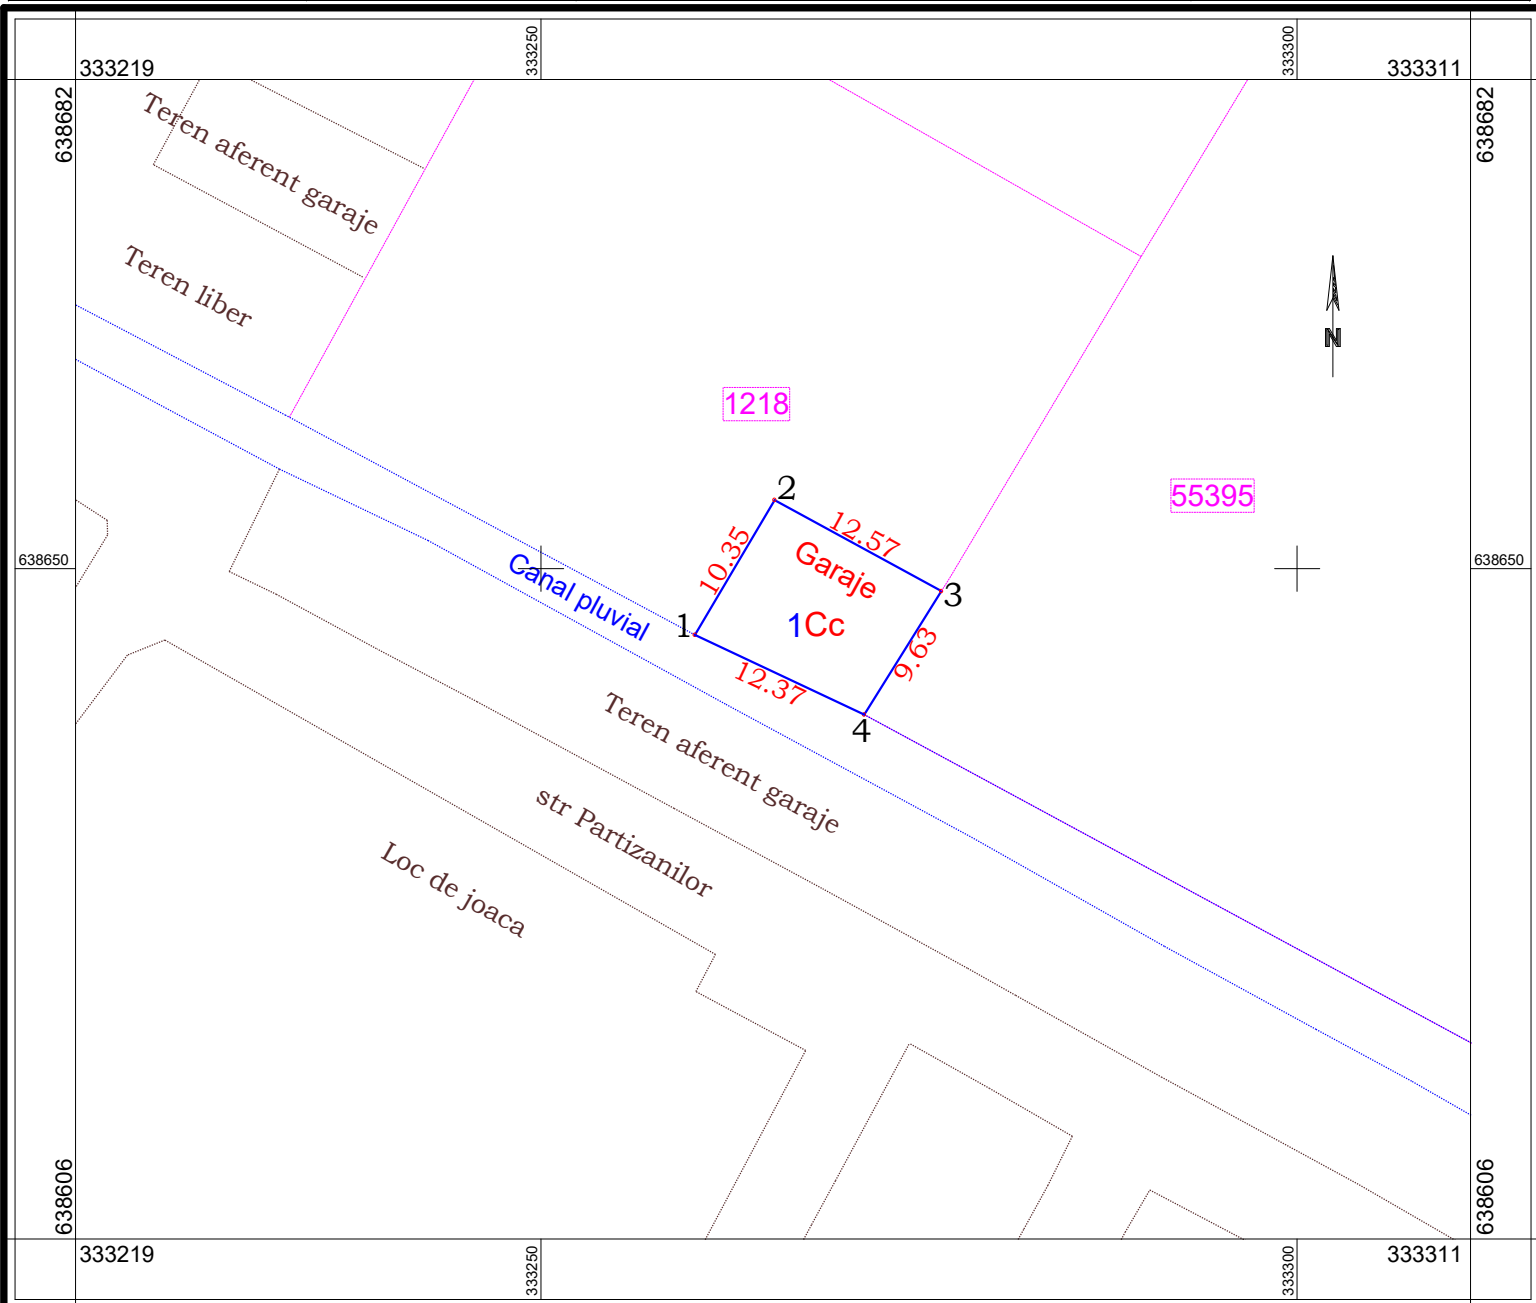 333250
333300
333219
333311
638682
638682
Teren aferent garaje
Teren liber
N
1218
55395
2
12.57
10.35
Garaje
638650
638650
Canal pluvial
3
1
1Cc
9.63
12.37
4
Teren aferent garaje
str Partizanilor
Loc de joaca
638606
638606
333219
333250
333300
333311